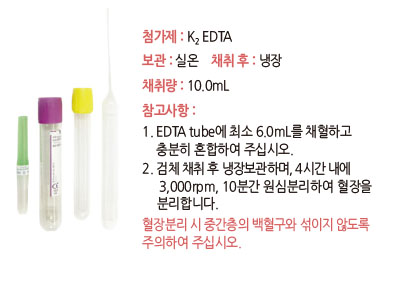 첨가제 : K₂ EDTA
보관 : 실온 채취 후 : 냉장
채취량 : 10.0mL
참고사항 :
1. EDTA tube에 최소 6.0mL를 채혈하고
충분히 혼합하여 주십시오.
2. 검체 채취 후 냉장보관하며, 4시간 내에
3,000rpm, 10분간 원심분리하여 혈장을
분리합니다.
혈장분리 시 중간층의 백혈구와 섞이지 않도록
주의하여 주십시오.